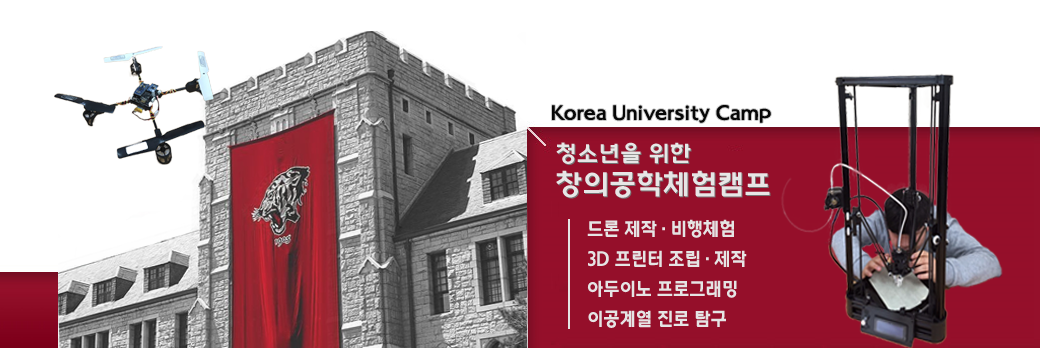 Korea University Camp
청소년을 위한
창의공학체험캠프
드론 제작 · 비행체험
3D 프린터 조립 · 제작
아두이노 프로그래밍
이공계열 진로 탐구
1905